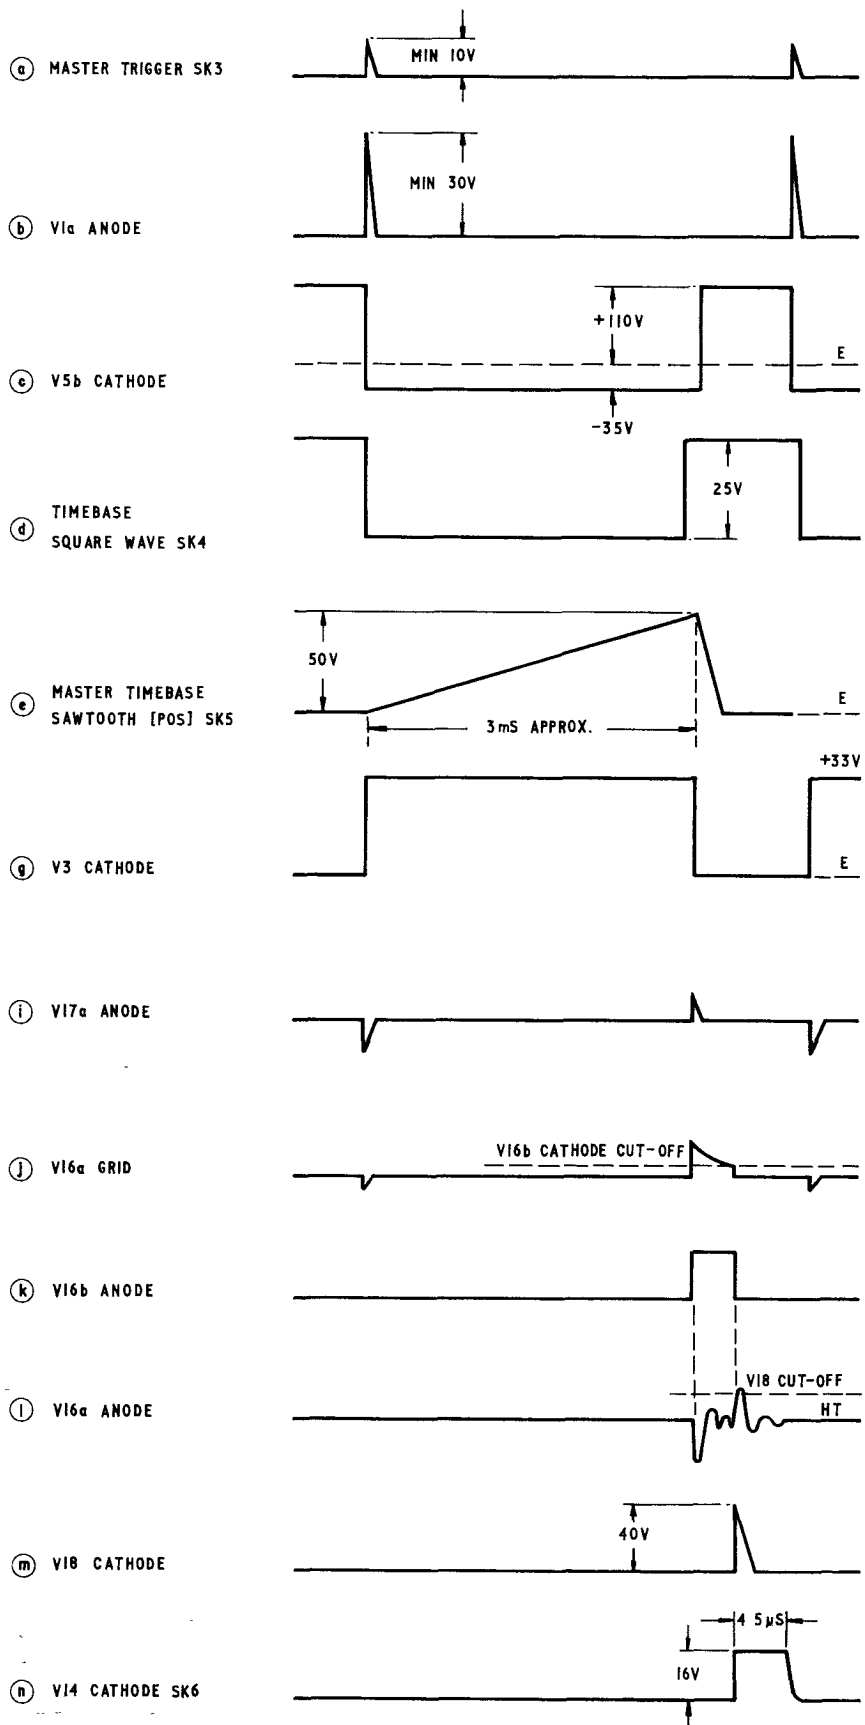 MIN 10V
a MASTER TRIGGER SK3
MIN 30V
b V1a ANODE
+110V
E
c V5b CATHODE
-35V
25V
d TIMEBASE
SQUARE WAVE SK4
50V
e MASTER TIMEBASE
SAWTOOTH [POS] SK5
E
3mS APPROX.
+33V
g V3 CATHODE
E
i V17a ANODE
V16b CATHODE CUT-OFF
j V16a GRID
k V16b ANODE
V18 CUT-OFF
l V16a ANODE
HT
40V
m V18 CATHODE
4 5µS
16V
n V14 CATHODE SK6